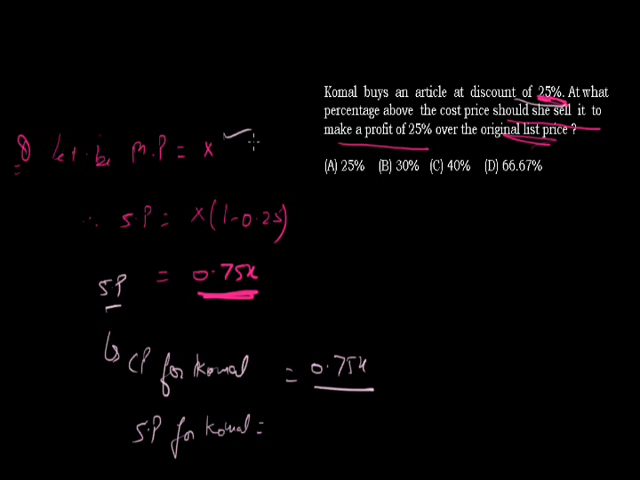 Komal buys an article at discount of 25%. At what
percentage above the cost price should she sell it to
make a profit of 25% over the original list price ?
(A) 25% (B) 30% (C) 40% (D) 66.67%
let be M.P = x
∴ S.P = x(1-0.25)
SP = 0.75x
↳ CP for Komal = 0.75x
S.P for Komal =